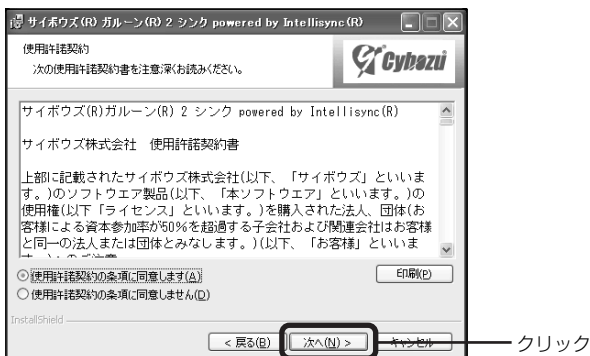 サイボウズ(R) ガルーン(R) 2 シンク powered by Intellisync(R)
使用許諾契約
次の使用許諾契約書を注意深くお読みください。
Cybozu
サイボウズ(R)ガルーン(R) 2 シンク powered by Intellisync(R)
サイボウズ株式会社 使用許諾契約書
上部に記載されたサイボウズ株式会社(以下、「サイボウズ」といいま
す。)のソフトウエア製品(以下、「本ソフトウエア」といいます。)の
使用権(以下「ライセンス」といいます。)を購入された法人、団体(お
客様による資本参加率が50%を超過する子会社および関連会社はお客様
と同一の法人または団体とみなします。)(以下、「お客様」といいま
使用許諾契約の条項に同意します(A)
印刷(P)
使用許諾契約の条項に同意しません(D)
InstallShield
< 戻る(B) 次へ(N) > キャンセル
クリック